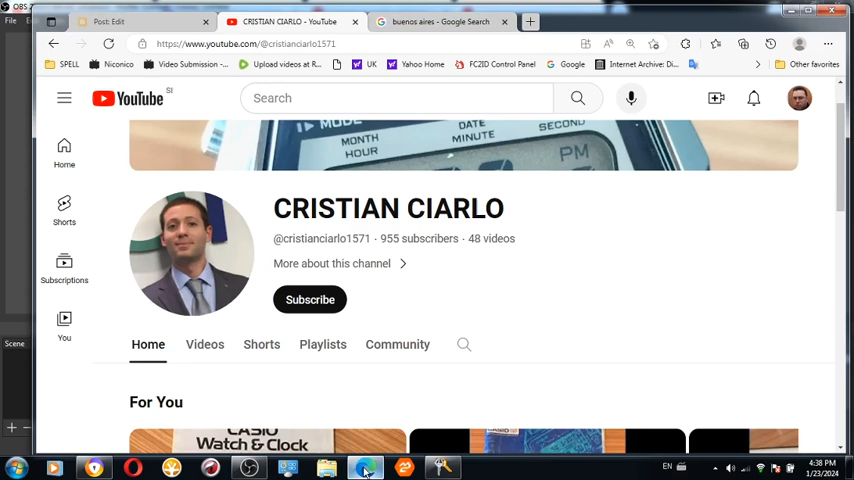 OBS
File
Post: Edit
CRISTIAN CIARLO - YouTube
buenos aires - Google Search
https://www.youtube.com/@cristianciarlo1571
SPELL
Niconico
Video Submission -...
Upload videos at R...
UK
Yahoo Home
FC2ID Control Panel
Google
Internet Archive: Di...
Other favorites
YouTube SI
Search
MODE
MONTH
HOUR
DATE
MINUTE
SECOND
PM
Home
Shorts
Subscriptions
You
CRISTIAN CIARLO
@cristianciarlo1571 · 955 subscribers · 48 videos
More about this channel
Subscribe
Home
Videos
Shorts
Playlists
Community
Scene
For You
CASIO
Watch & Clock
EN
4:38 PM
1/23/2024